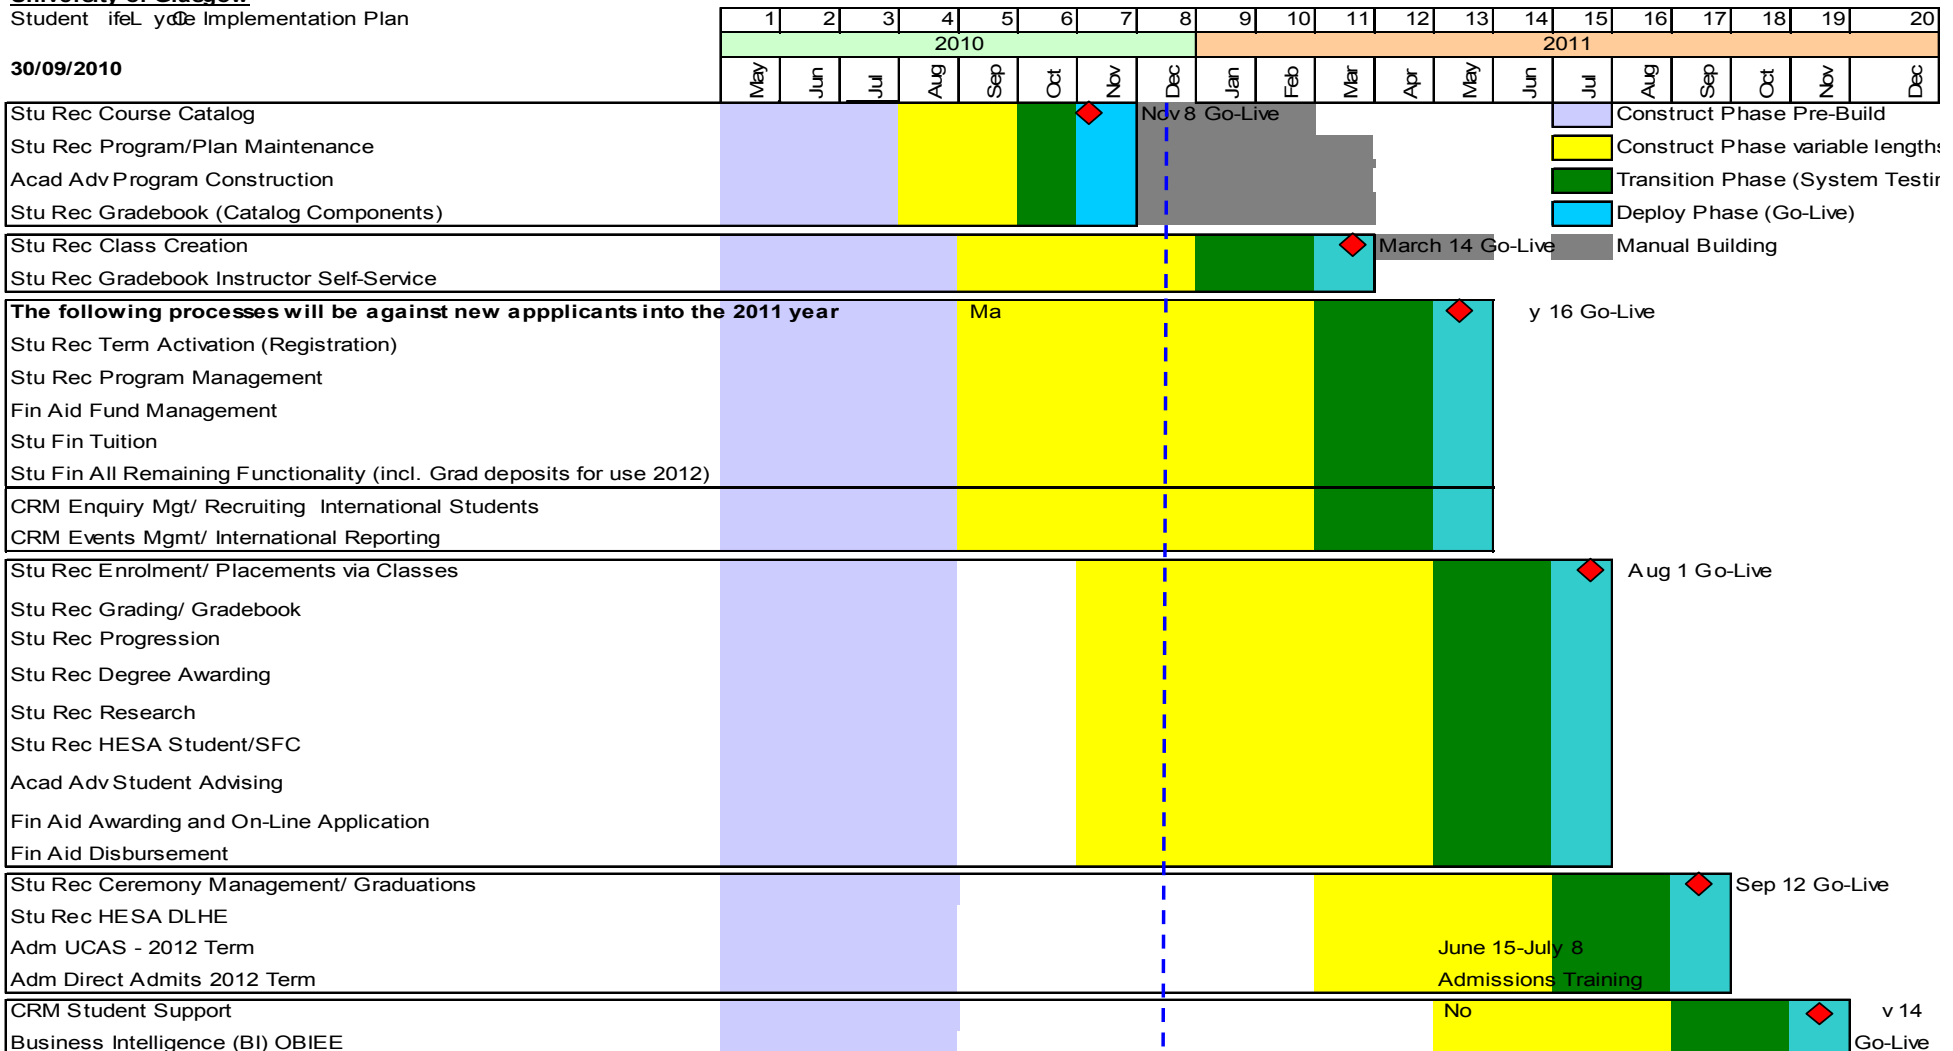 University of Glasgow
Student ifeL ycCle Implementation Plan
1 2 3 4 5 6 7 8 9 10 11 12 13 14 15 16 17 18 19 20
2010 2011
30/09/2010
May Jun Jul Aug Sep Oct Nov Dec Jan Feb Mar Apr May Jun Jul Aug Sep Oct Nov Dec
Stu Rec Course Catalog Nov 8 Go-Live Construct Phase Pre-Build
Stu Rec Program/Plan Maintenance Construct Phase variable lengths
Acad Adv Program Construction Transition Phase (System Testin
Stu Rec Gradebook (Catalog Components) Deploy Phase (Go-Live)
Stu Rec Class Creation March 14 Go-Live Manual Building
Stu Rec Gradebook Instructor Self-Service
The following processes will be against new appplicants into the 2011 year Ma y 16 Go-Live
Stu Rec Term Activation (Registration)
Stu Rec Program Management
Fin Aid Fund Management
Stu Fin Tuition
Stu Fin All Remaining Functionality (incl. Grad deposits for use 2012)
CRM Enquiry Mgt/ Recruiting International Students
CRM Events Mgmt/ International Reporting
Stu Rec Enrolment/ Placements via Classes Aug 1 Go-Live
Stu Rec Grading/ Gradebook
Stu Rec Progression
Stu Rec Degree Awarding
Stu Rec Research
Stu Rec HESA Student/SFC
Acad Adv Student Advising
Fin Aid Awarding and On-Line Application
Fin Aid Disbursement
Stu Rec Ceremony Management/ Graduations Sep 12 Go-Live
Stu Rec HESA DLHE
Adm UCAS - 2012 Term June 15-July 8
Adm Direct Admits 2012 Term Admissions Training
CRM Student Support No v 14
Business Intelligence (BI) OBIEE Go-Live